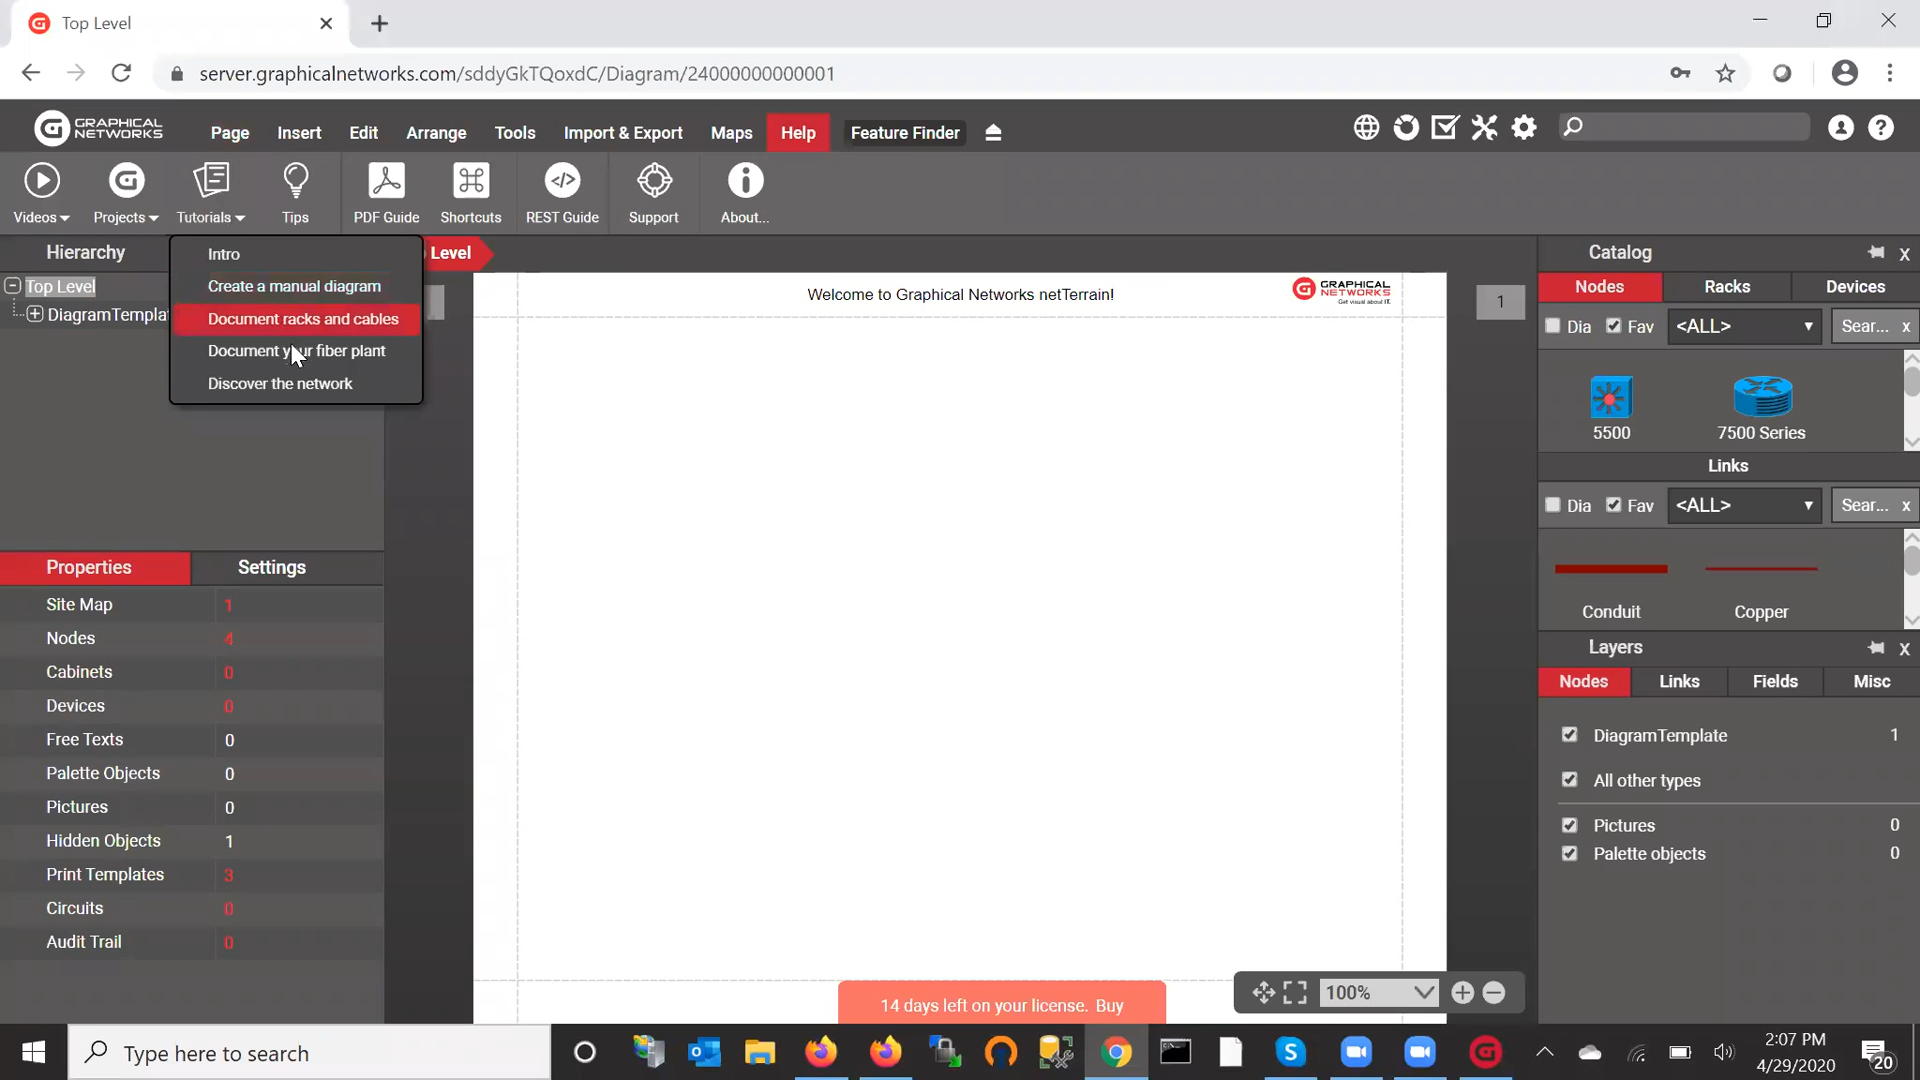 Top Level
server.graphicalnetworks.com/sddyGkTQoxdC/Diagram/24000000000001
GRAPHICAL NETWORKS
Page Insert Edit Arrange Tools Import & Export Maps Help Feature Finder
Videos Projects Tutorials Tips PDF Guide Shortcuts REST Guide Support About...
Hierarchy
Top Level
DiagramTempla
Intro
Create a manual diagram
Document racks and cables
Document your fiber plant
Discover the network
Level
Welcome to Graphical Networks netTerrain!
GRAPHICAL NETWORKS
Get visual about IT.
1
Catalog x
Nodes Racks Devices
Dia Fav <ALL> Sear... x
5500 7500 Series
Links
Dia Fav <ALL> Sear... x
Conduit Copper
Layers x
Nodes Links Fields Misc
DiagramTemplate 1
All other types
Pictures 0
Palette objects 0
Properties Settings
Site Map 1
Nodes 4
Cabinets 0
Devices 0
Free Texts 0
Palette Objects 0
Pictures 0
Hidden Objects 1
Print Templates 3
Circuits 0
Audit Trail 0
14 days left on your license. Buy
100%
Type here to search
2:07 PM
4/29/2020
20